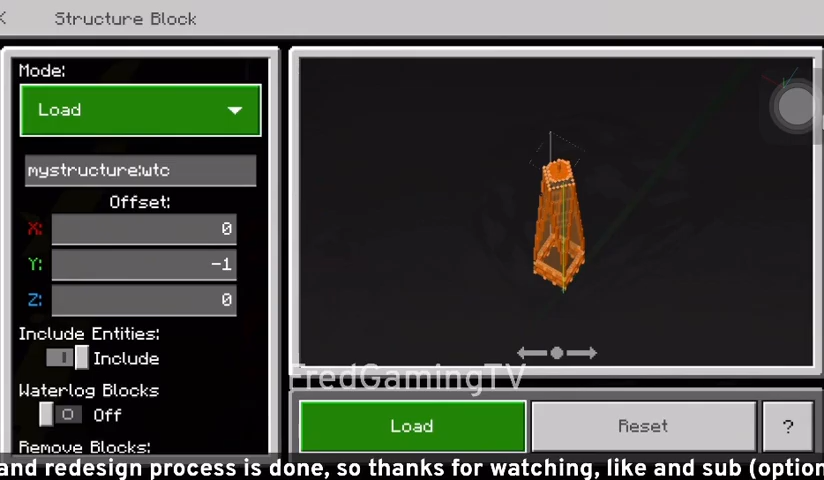 Structure Block
Mode:
Load
mystructure:wtc
Offset:
X: 0
Y: -1
Z: 0
Include Entities:
Include
Waterlog Blocks
Off
Remove Blocks:
FredGamingTV
Load
Reset
?
and redesign process is done, so thanks for watching, like and sub (option